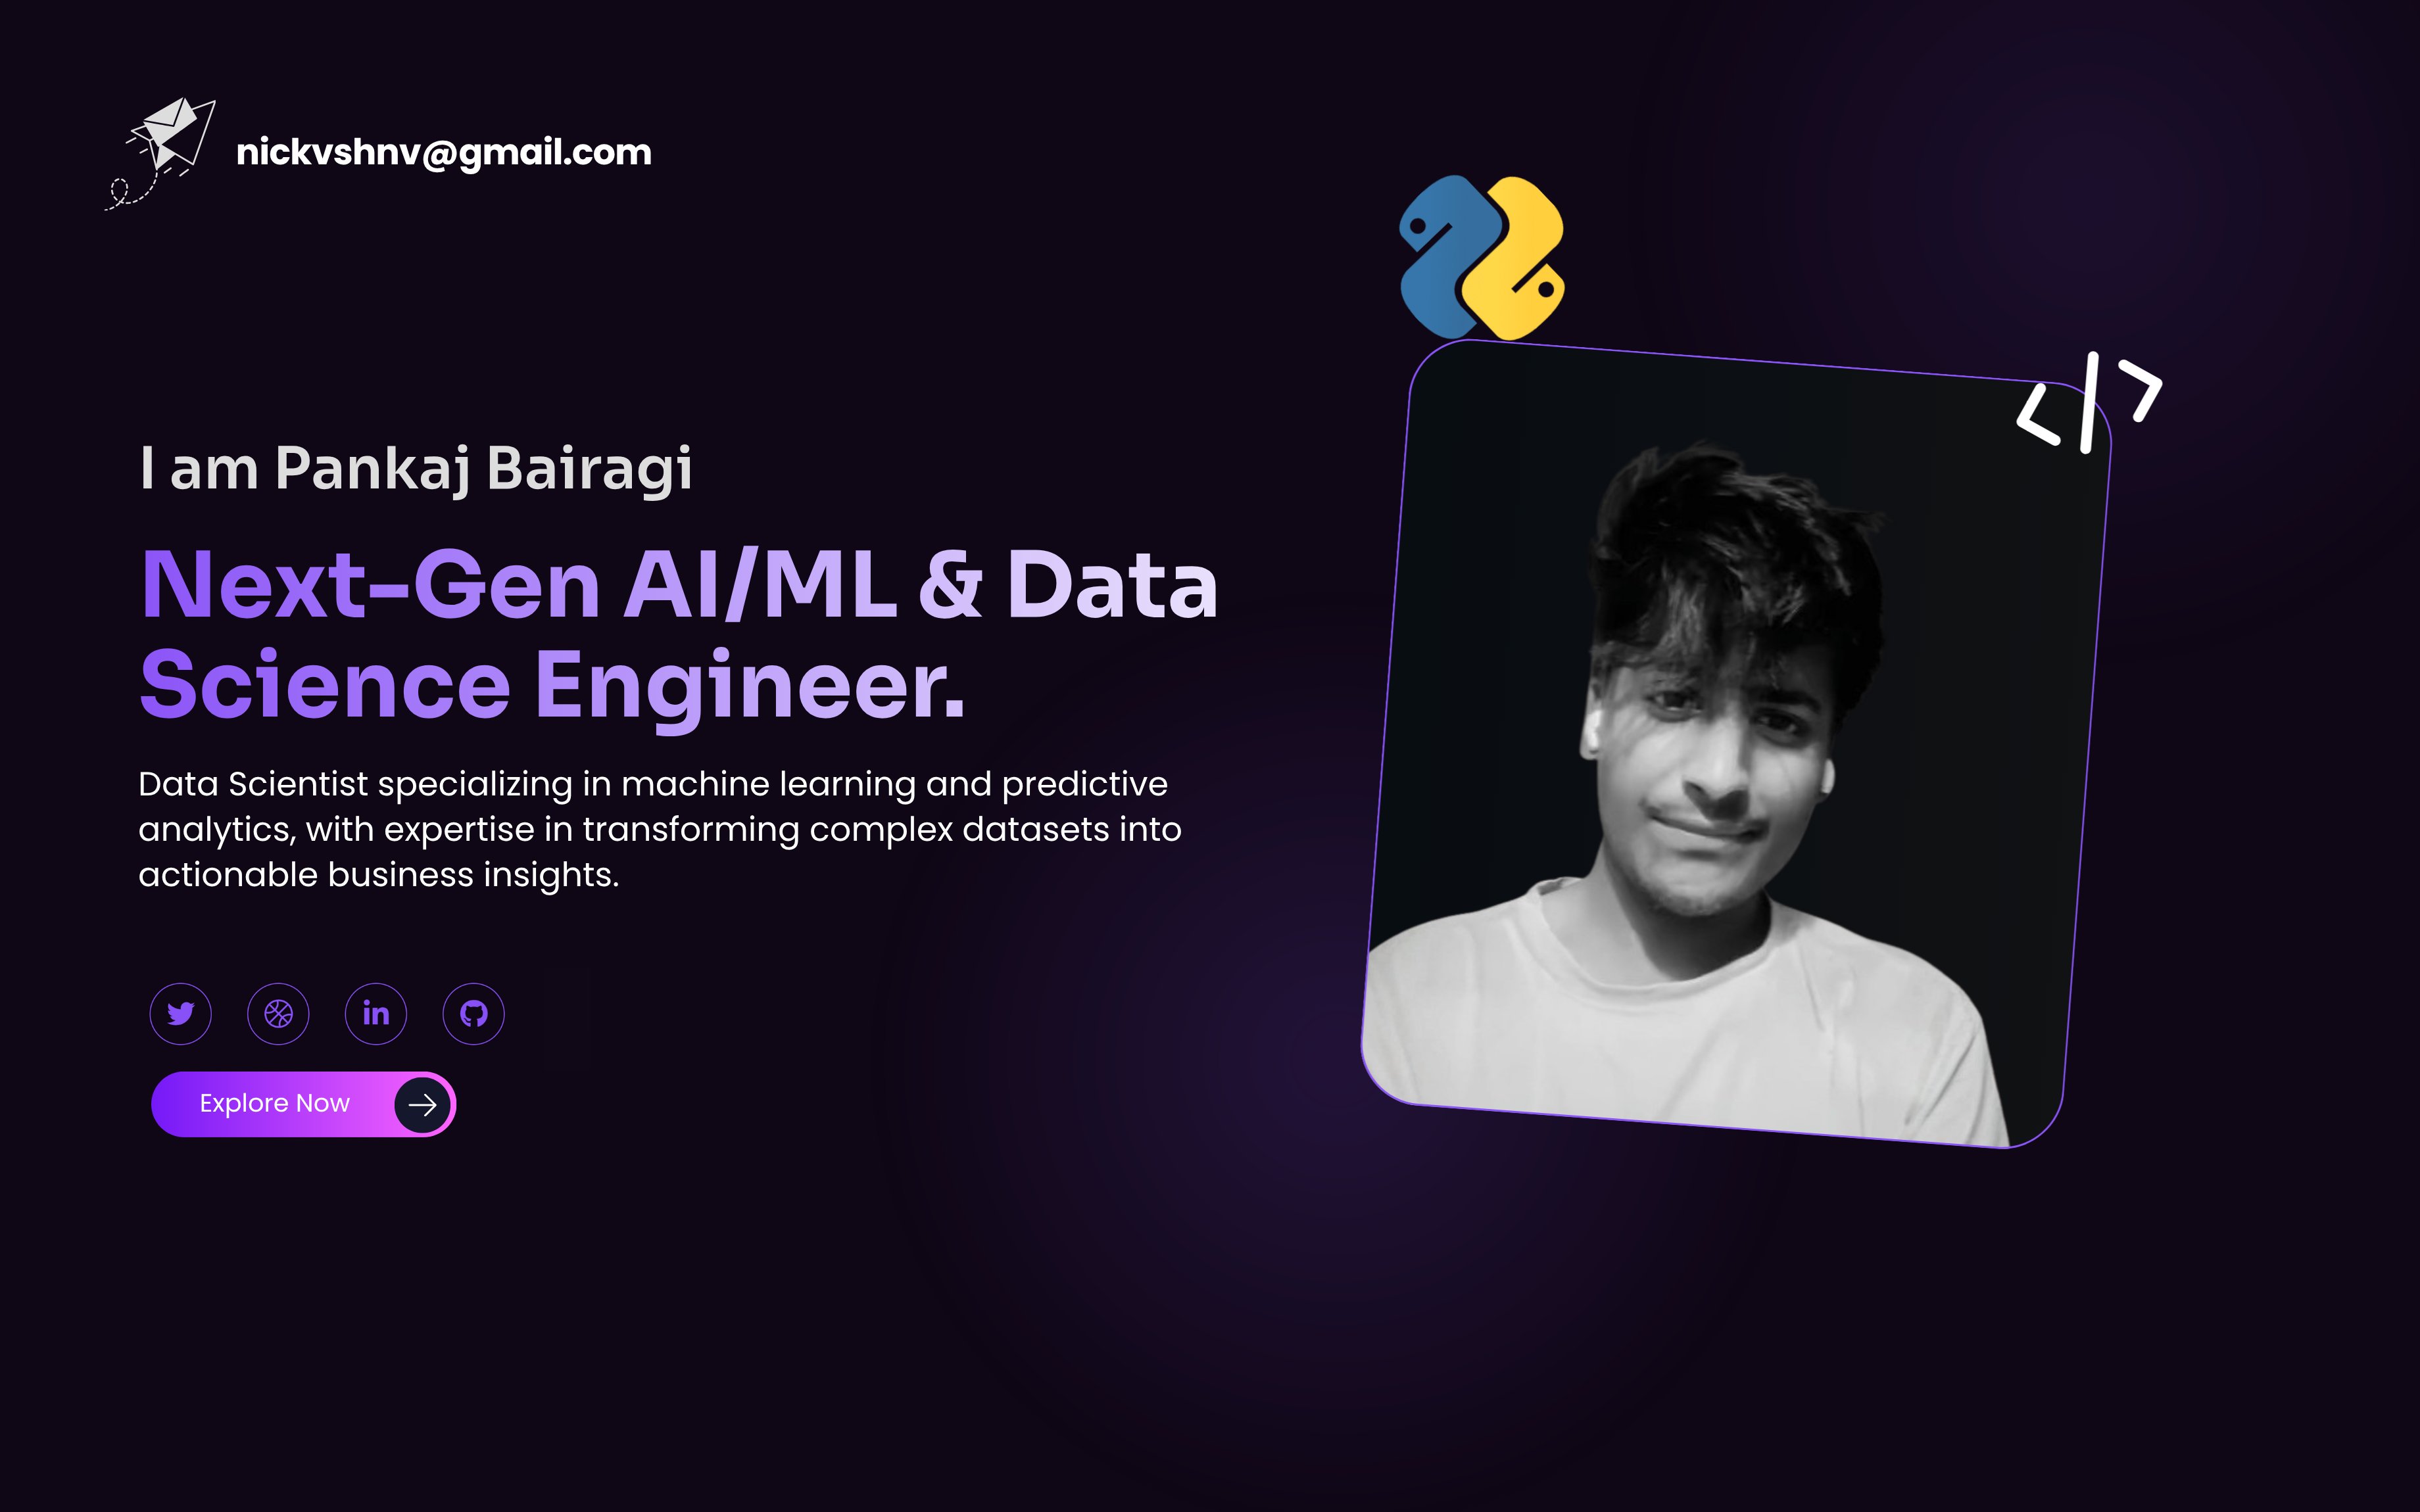 nickvshnv@gmail.com
I am Pankaj Bairagi
Next-Gen AI/ML & Data
Science Engineer.
Data Scientist specializing in machine learning and predictive
analytics, with expertise in transforming complex datasets into
actionable business insights.
in
Explore Now